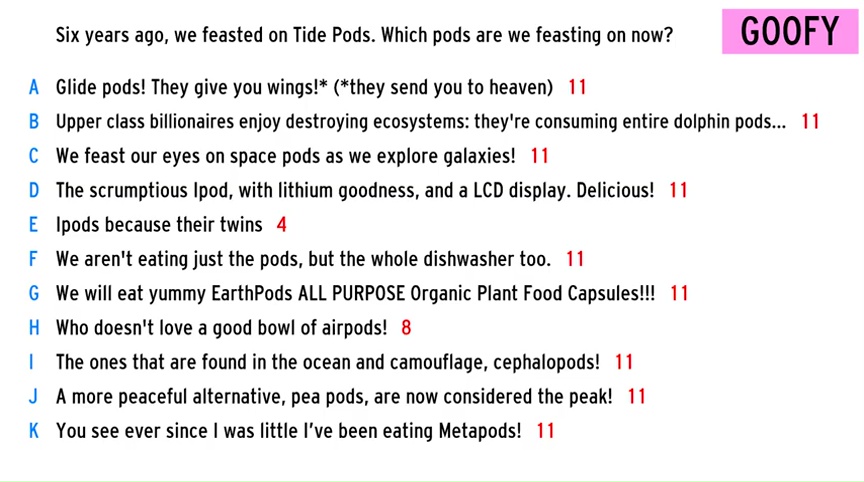 Six years ago, we feasted on Tide Pods. Which pods are we feasting on now?
GOOFY
A Glide pods! They give you wings!* (*they send you to heaven) 11
B Upper class billionaires enjoy destroying ecosystems: they're consuming entire dolphin pods... 11
C We feast our eyes on space pods as we explore galaxies! 11
D The scrumptious Ipod, with lithium goodness, and a LCD display. Delicious! 11
E Ipods because their twins 4
F We aren't eating just the pods, but the whole dishwasher too. 11
G We will eat yummy EarthPods ALL PURPOSE Organic Plant Food Capsules!!! 11
H Who doesn't love a good bowl of airpods! 8
I The ones that are found in the ocean and camouflage, cephalopods! 11
J A more peaceful alternative, pea pods, are now considered the peak! 11
K You see ever since I was little I’ve been eating Metapods! 11